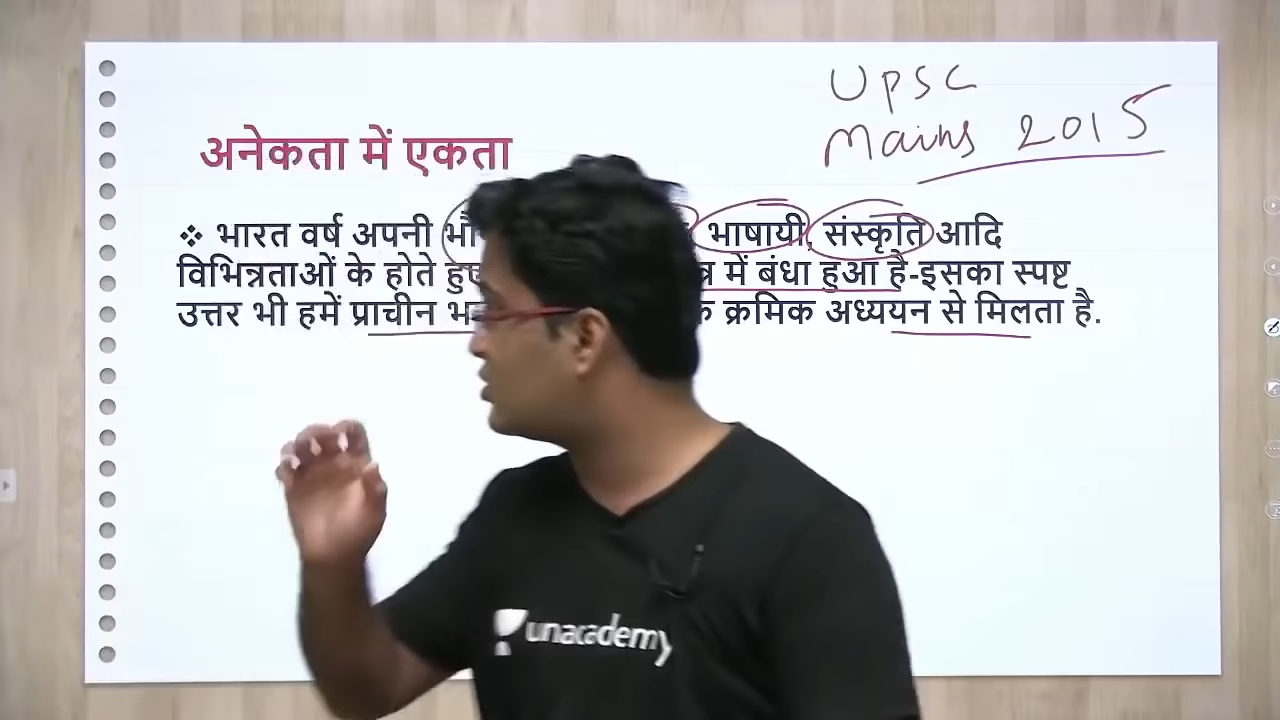 UPSC
Mains 2015
अनेकता में एकता
❖ भारत वर्ष अपनी भाषायी, संस्कृति आदि
विभिन्नताओं के होते हुए में बंधा हुआ है-इसका स्पष्ट
उत्तर भी हमें प्राचीन क्रमिक अध्ययन से मिलता है.
unacademy